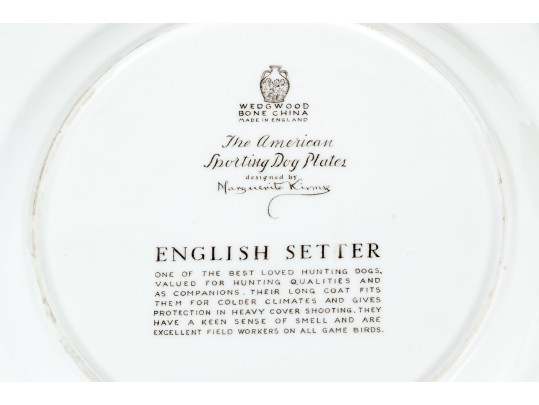 WEDGWOOD
BONE CHINA
MADE IN ENGLAND
The American
Sporting Dog Plates
designed by
Marguerite Kirmse
ENGLISH SETTER
ONE OF THE BEST LOVED HUNTING DOGS,
VALUED FOR HUNTING QUALITIES AND
AS COMPANIONS. THEIR LONG COAT FITS
THEM FOR COLDER CLIMATES AND GIVES
PROTECTION IN HEAVY COVER SHOOTING. THEY
HAVE A KEEN SENSE OF SMELL AND ARE
EXCELLENT FIELD WORKERS ON ALL GAME BIRDS.